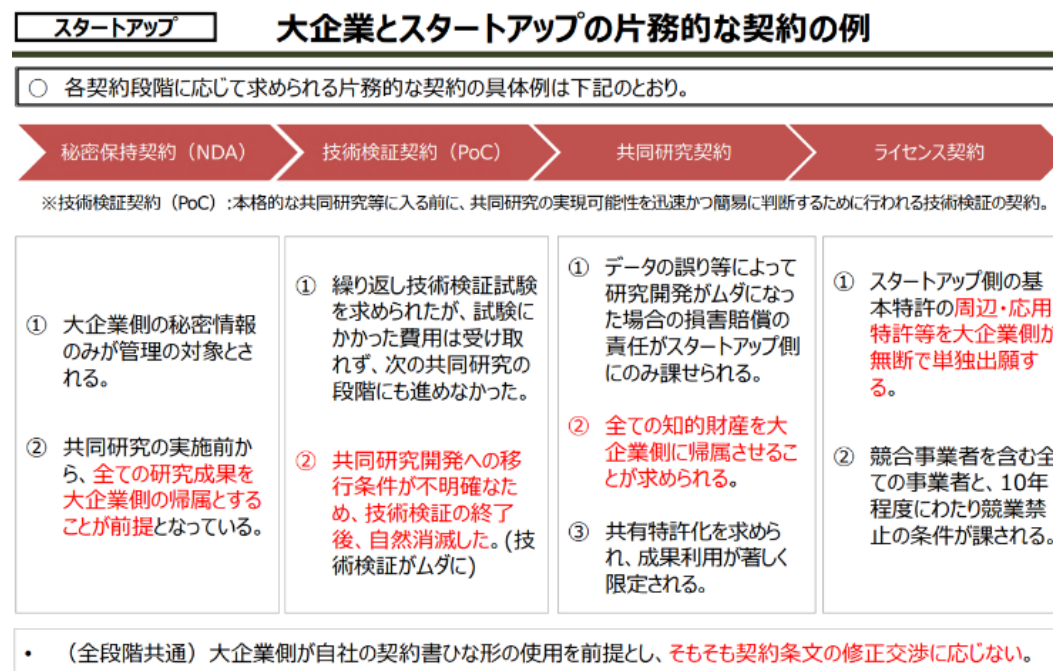 スタートアップ
大企業とスタートアップの片務的な契約の例
○ 各契約段階に応じて求められる片務的な契約の具体例は下記のとおり。
秘密保持契約（NDA）
技術検証契約（PoC）
共同研究契約
ライセンス契約
※技術検証契約（PoC）:本格的な共同研究等に入る前に、共同研究の実現可能性を迅速かつ簡易に判断するために行われる技術検証の契約。
① 大企業側の秘密情報
のみが管理の対象とさ
れる。
② 共同研究の実施前か
ら、全ての研究成果を
大企業側の帰属とする
ことが前提となっている。
① 繰り返し技術検証試験
を求められたが、試験に
かかった費用は受け取
れず、次の共同研究の
段階にも進めなかった。
② 共同研究開発への移
行条件が不明確なた
め、技術検証の終了
後、自然消滅した。(技
術検証がムダに)
① データの誤り等によって
研究開発がムダになっ
た場合の損害賠償の
責任がスタートアップ側
にのみ課せられる。
② 全ての知的財産を大
企業側に帰属させるこ
とが求められる。
③ 共有特許化を求めら
れ、成果利用が著しく
限定される。
① スタートアップ側の基
本特許の周辺・応用
特許等を大企業側が
無断で単独出願す
る。
② 競合事業者を含む全
ての事業者と、10年
程度にわたり競業禁
止の条件が課される。
• （全段階共通）大企業側が自社の契約書ひな形の使用を前提とし、そもそも契約条文の修正交渉に応じない。